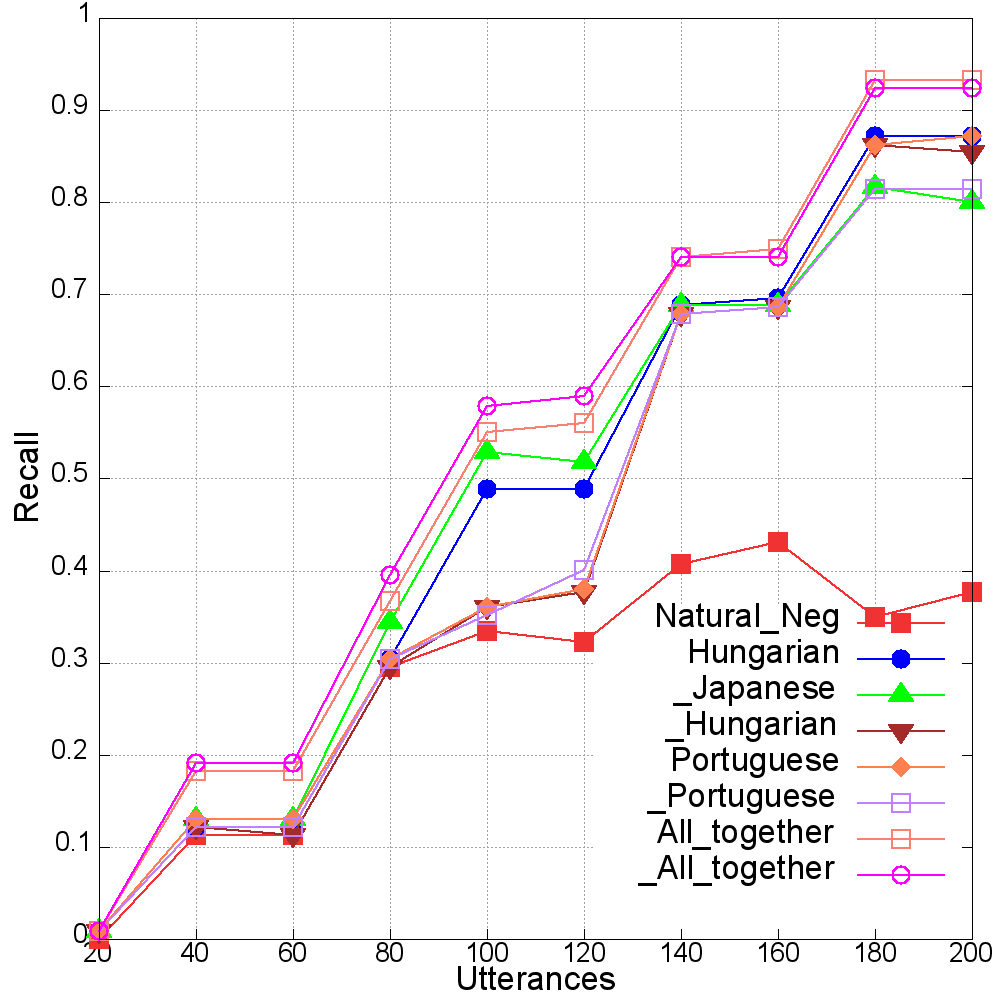 1
0.9
0.8
0.7
0.6
0.5
0.4
0.3
0.2
0.1
0
Recall
Natural_Neg
Hungarian
_Japanese
_Hungarian
Portuguese
_Portuguese
All_together
_All_together
20 40 60 80 100 120 140 160 180 200
Utterances